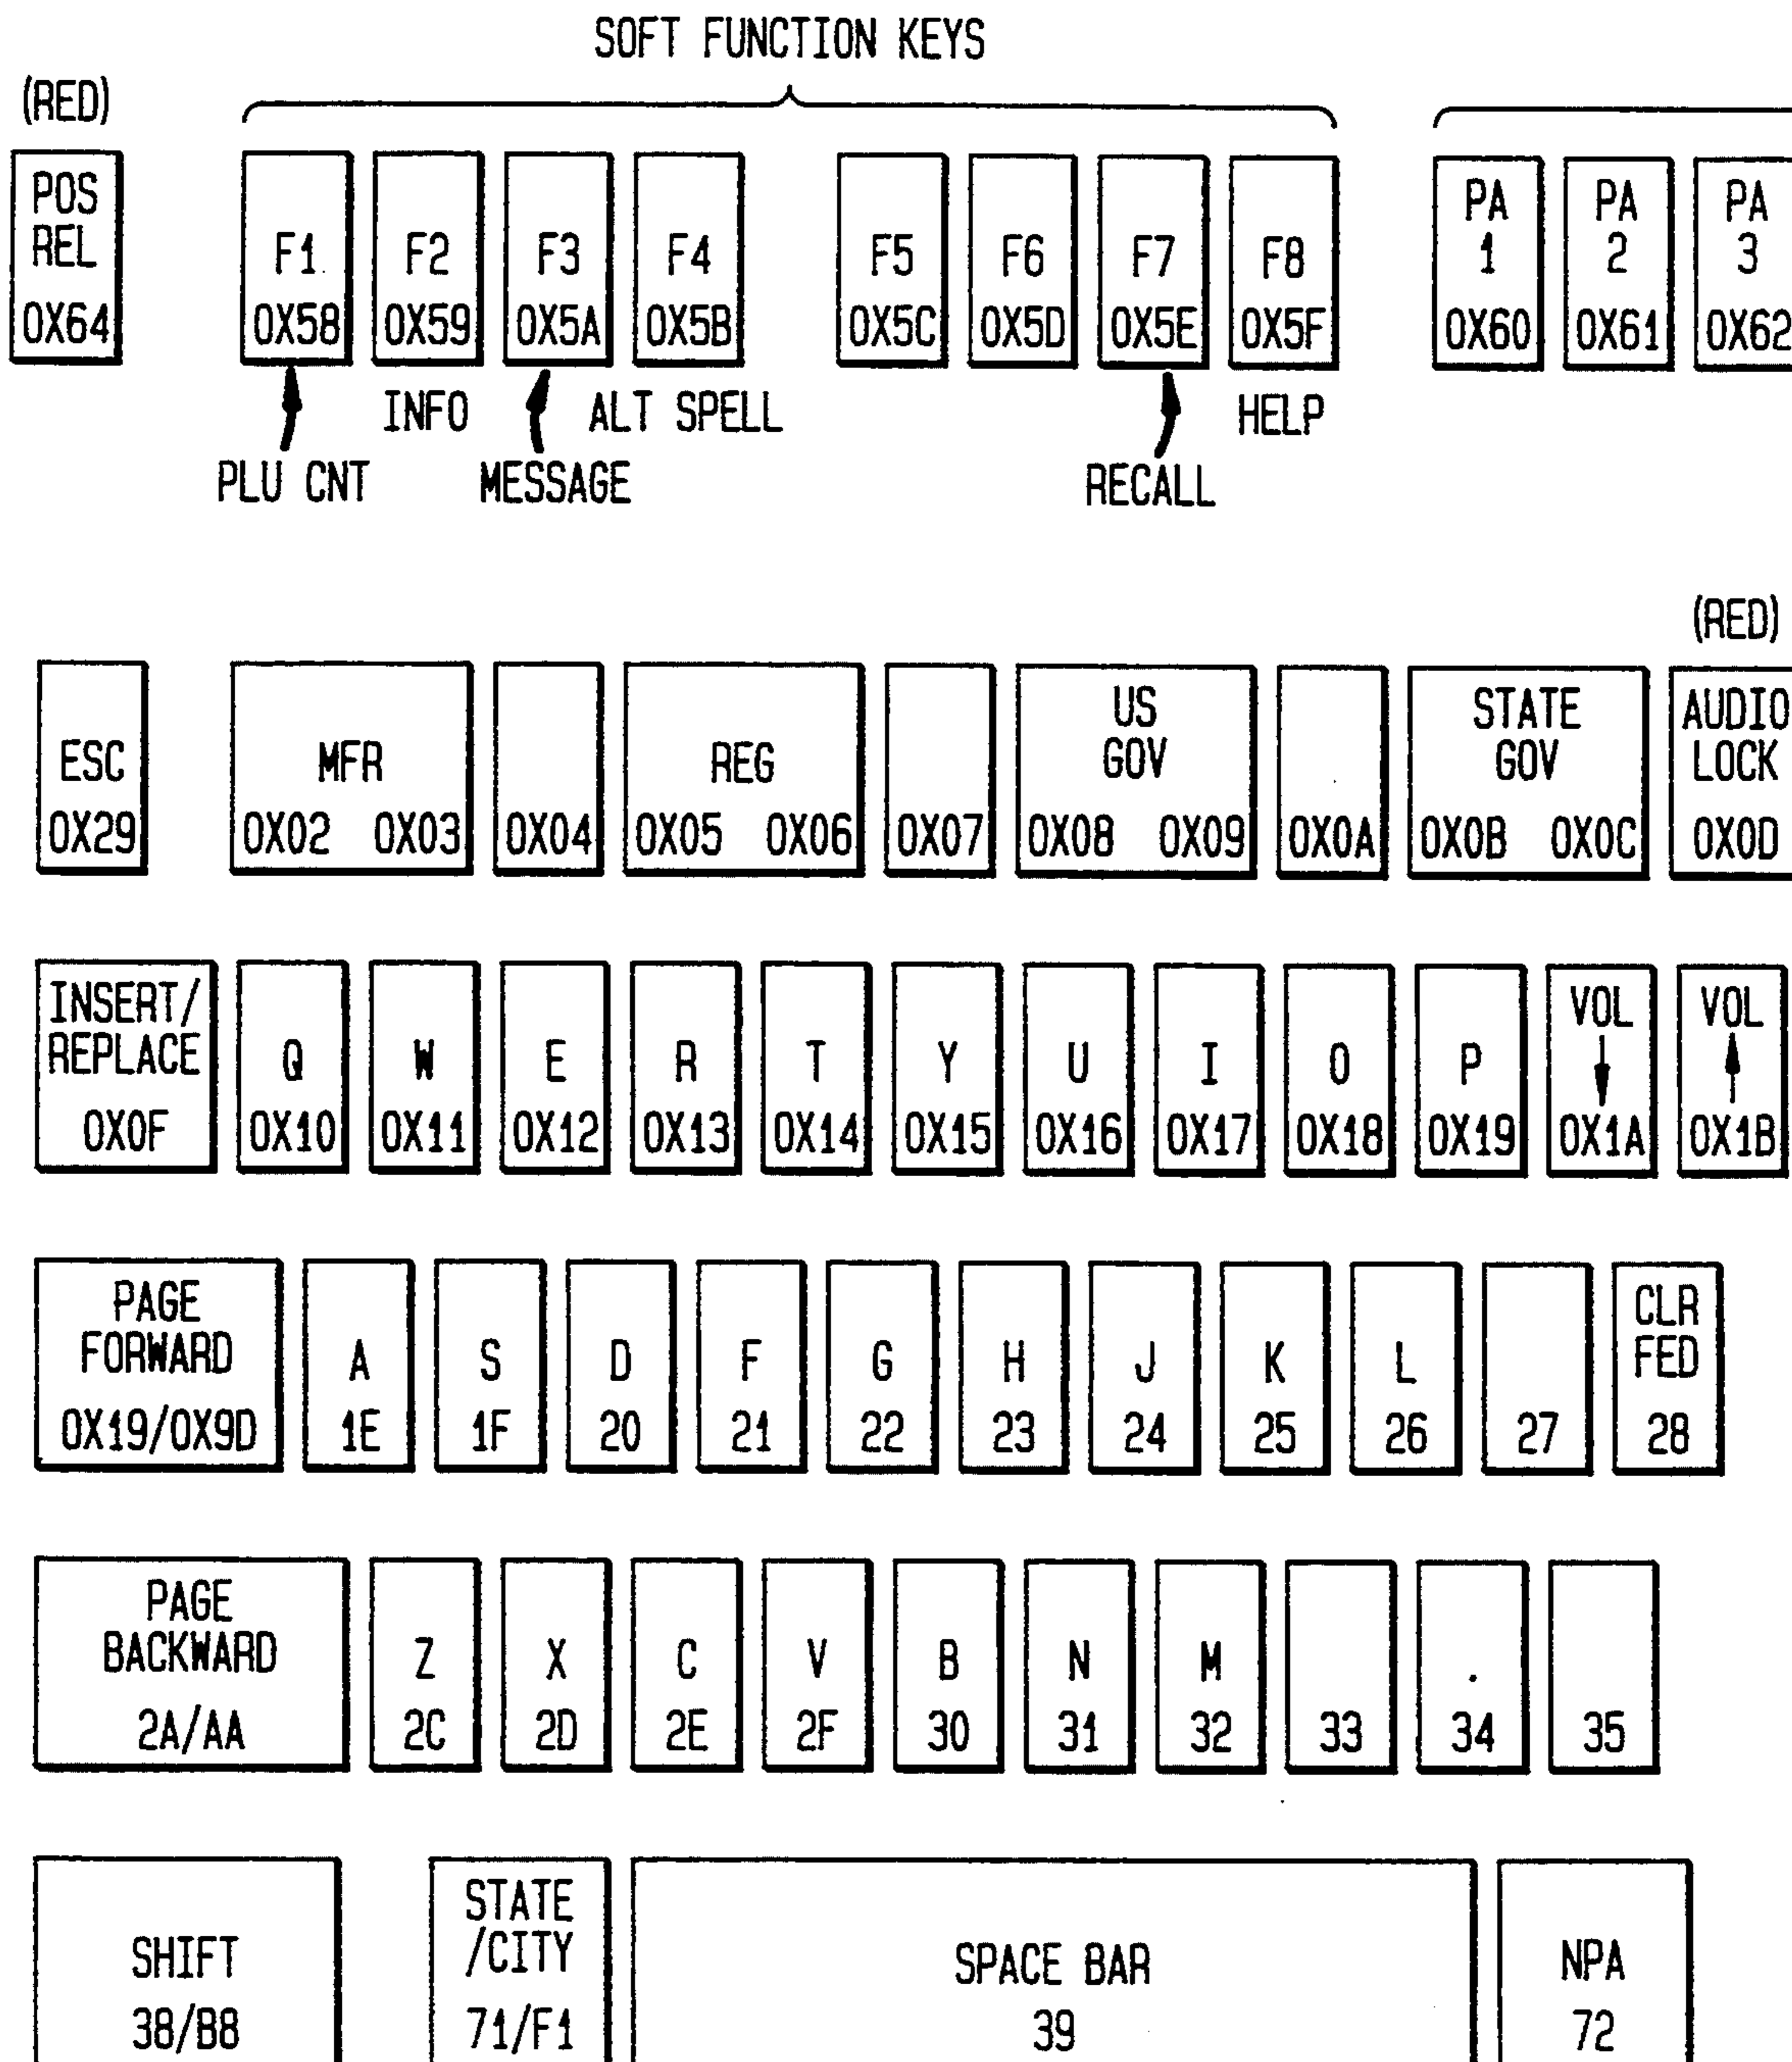 SOFT FUNCTION KEYS
(RED)
POS REL 0X64
F1 0X58
F2 0X59
F3 0X5A
F4 0X5B
F5 0X5C
F6 0X5D
F7 0X5E
F8 0X5F
PA 1 0X60
PA 2 0X61
PA 3 0X62
INFO
ALT SPELL
HELP
PLU CNT
MESSAGE
RECALL
(RED)
ESC 0X29
MFR 0X02 0X03
0X04
REG 0X05 0X06
0X07
US GOV 0X08 0X09
0X0A
STATE GOV 0X0B 0X0C
AUDIO LOCK 0X0D
INSERT/ REPLACE 0X0F
Q 0X10
W 0X11
E 0X12
R 0X13
T 0X14
Y 0X15
U 0X16
I 0X17
O 0X18
P 0X19
VOL ↓ 0X1A
VOL ↑ 0X1B
PAGE FORWARD 0X19/0X9D
A 1E
S 1F
D 20
F 21
G 22
H 23
J 24
K 25
L 26
27
CLR FED 28
PAGE BACKWARD 2A/AA
Z 2C
X 2D
C 2E
V 2F
B 30
N 31
M 32
33
. 34
35
SHIFT 38/B8
STATE /CITY 71/F1
SPACE BAR 39
NPA 72